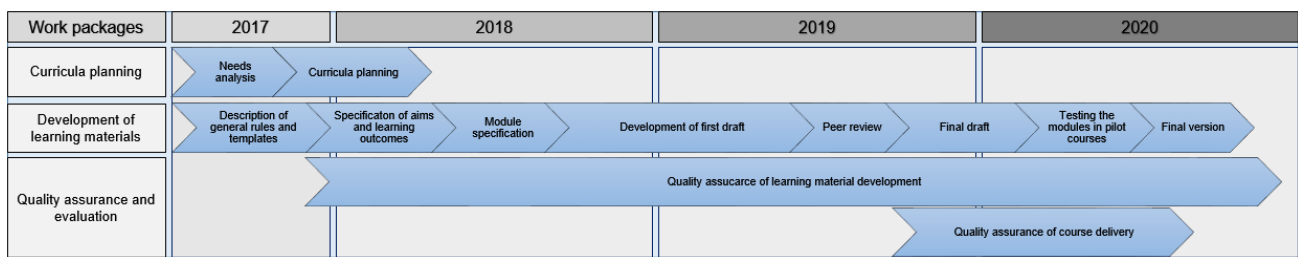 Work packages
2017
2018
2019
2020
Curricula planning
Needs
analysis
Curricula planning
Development of
learning materials
Description of
general rules and
templates
Specificaton of aims
and learning
outcomes
Module
specification
Development of first draft
Peer review
Final draft
Testing the
modules in pilot
courses
Final version
Quality assurance and
evaluation
Quality assucarce of learning material development
Quality assurance of course delivery